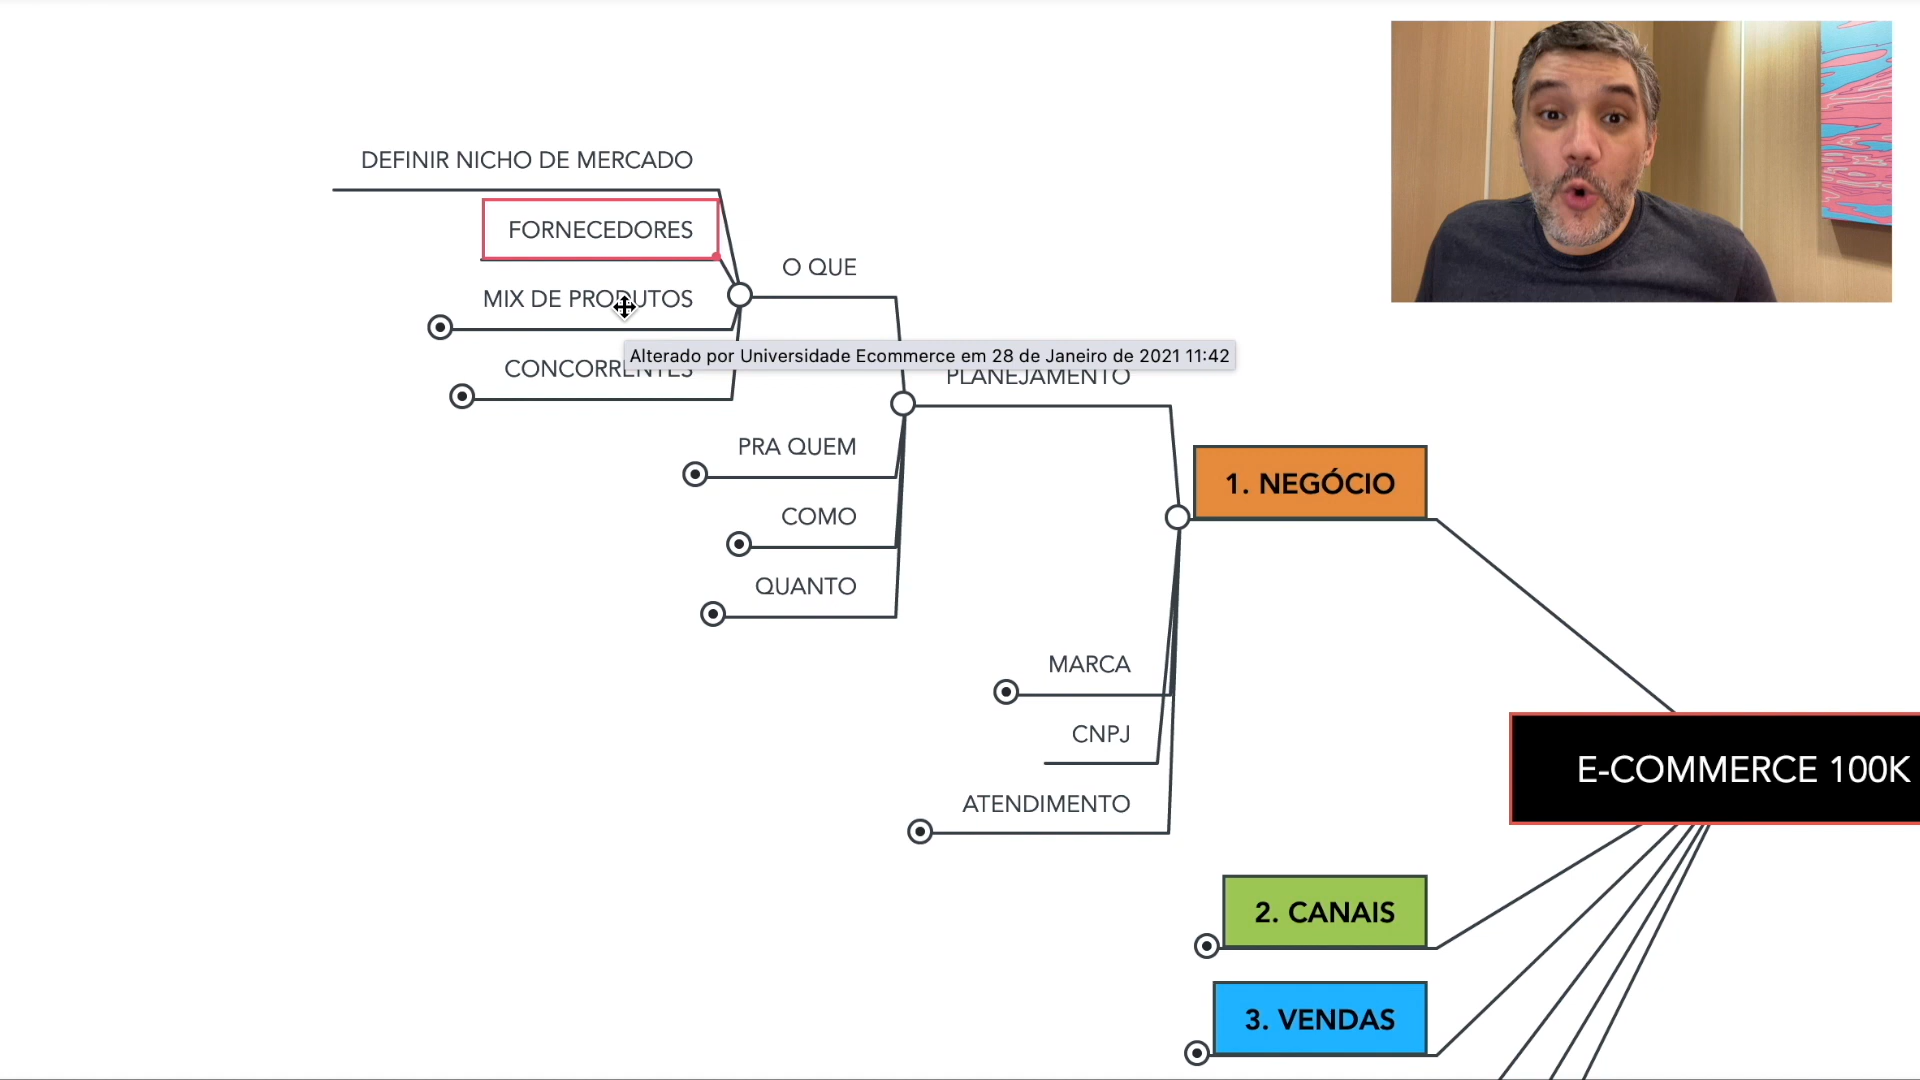 DEFINIR NICHO DE MERCADO
FORNECEDORES
O QUE
MIX DE PRODUTOS
Alterado por Universidade Ecommerce em 28 de Janeiro de 2021 11:42
CONCORRENTES
PLANEJAMENTO
PRA QUEM
1. NEGÓCIO
COMO
QUANTO
MARCA
CNPJ
E-COMMERCE 100K
ATENDIMENTO
2. CANAIS
3. VENDAS